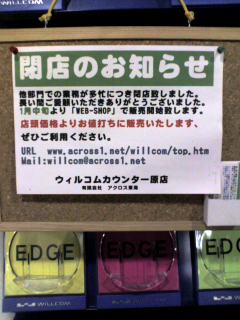 閉店のお知らせ
他部門での業務が多代につき閉店致しました。
長い間ご愛顧いただきありがとうございました。
1月中旬より「WEB-SHOP」で販売開始致します。
店頭価格よりお値打ちに販売いたします、
ぜひご利用ください。
URL www.across1.net/willcom/top.htm
Mail:willcom@across1.net
ウィルコムカウンター原店
有限会社 アクロス東海
EDGE EDGE EDGE
WILLCOM WILLCOM WILLCOM